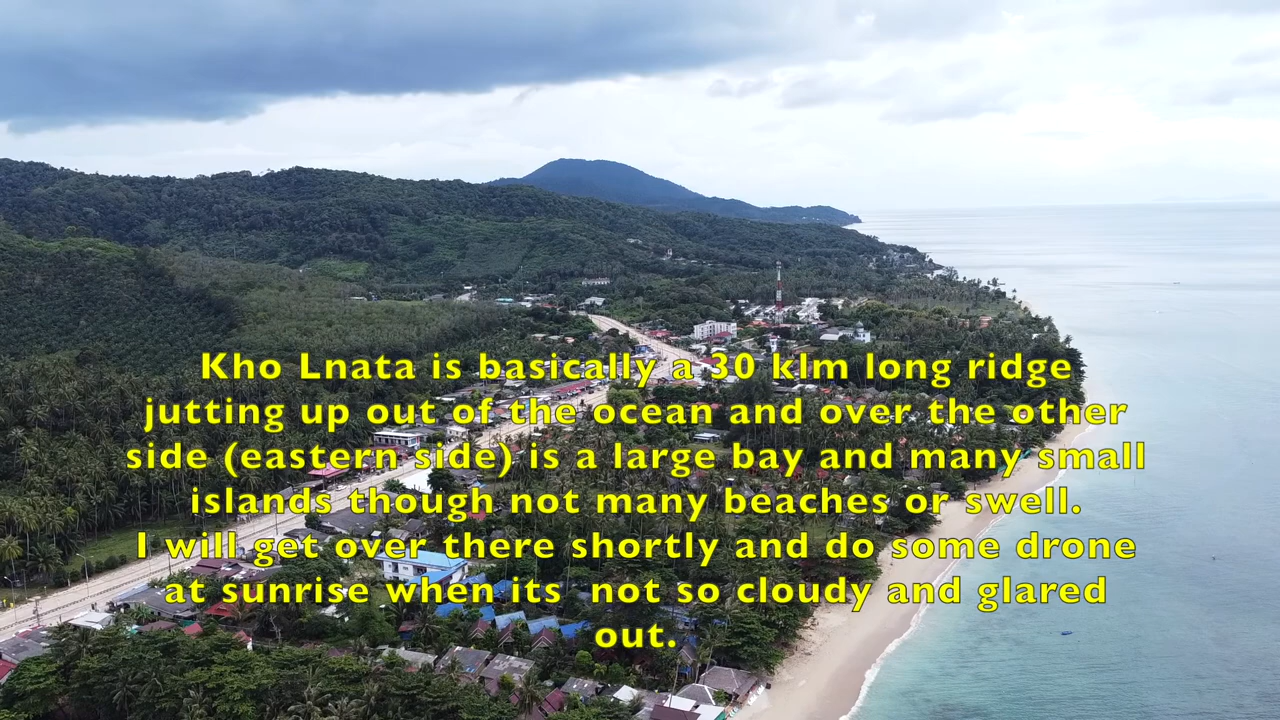 Kho Lnata is basically a 30 klm long ridge
jutting up out of the ocean and over the other
side (eastern side) is a large bay and many small
islands though not many beaches or swell.
I will get over there shortly and do some drone
at sunrise when its  not so cloudy and glared
out.